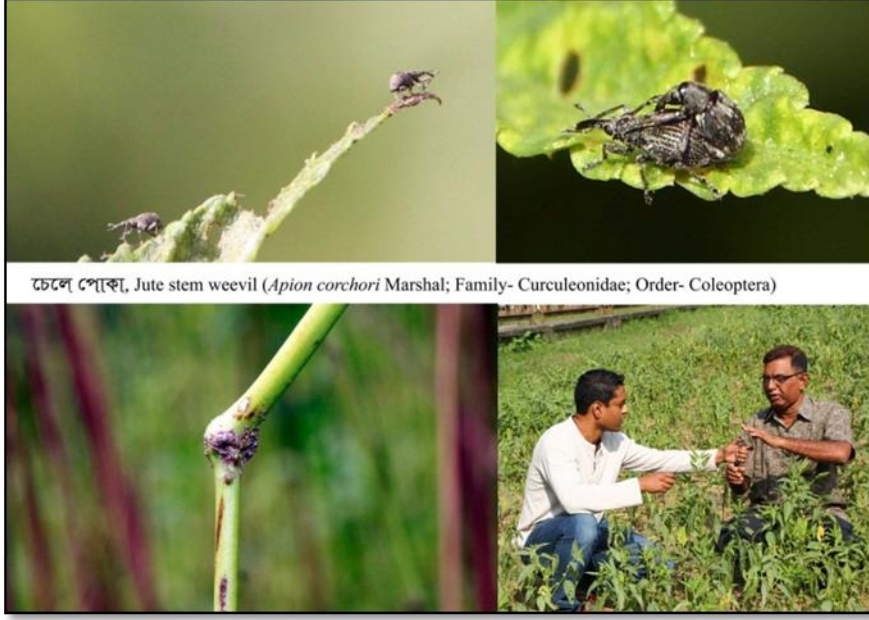 চেলে পোকা, Jute stem weevil (Apion corchori Marshal; Family- Curculeonidae; Order- Coleoptera)